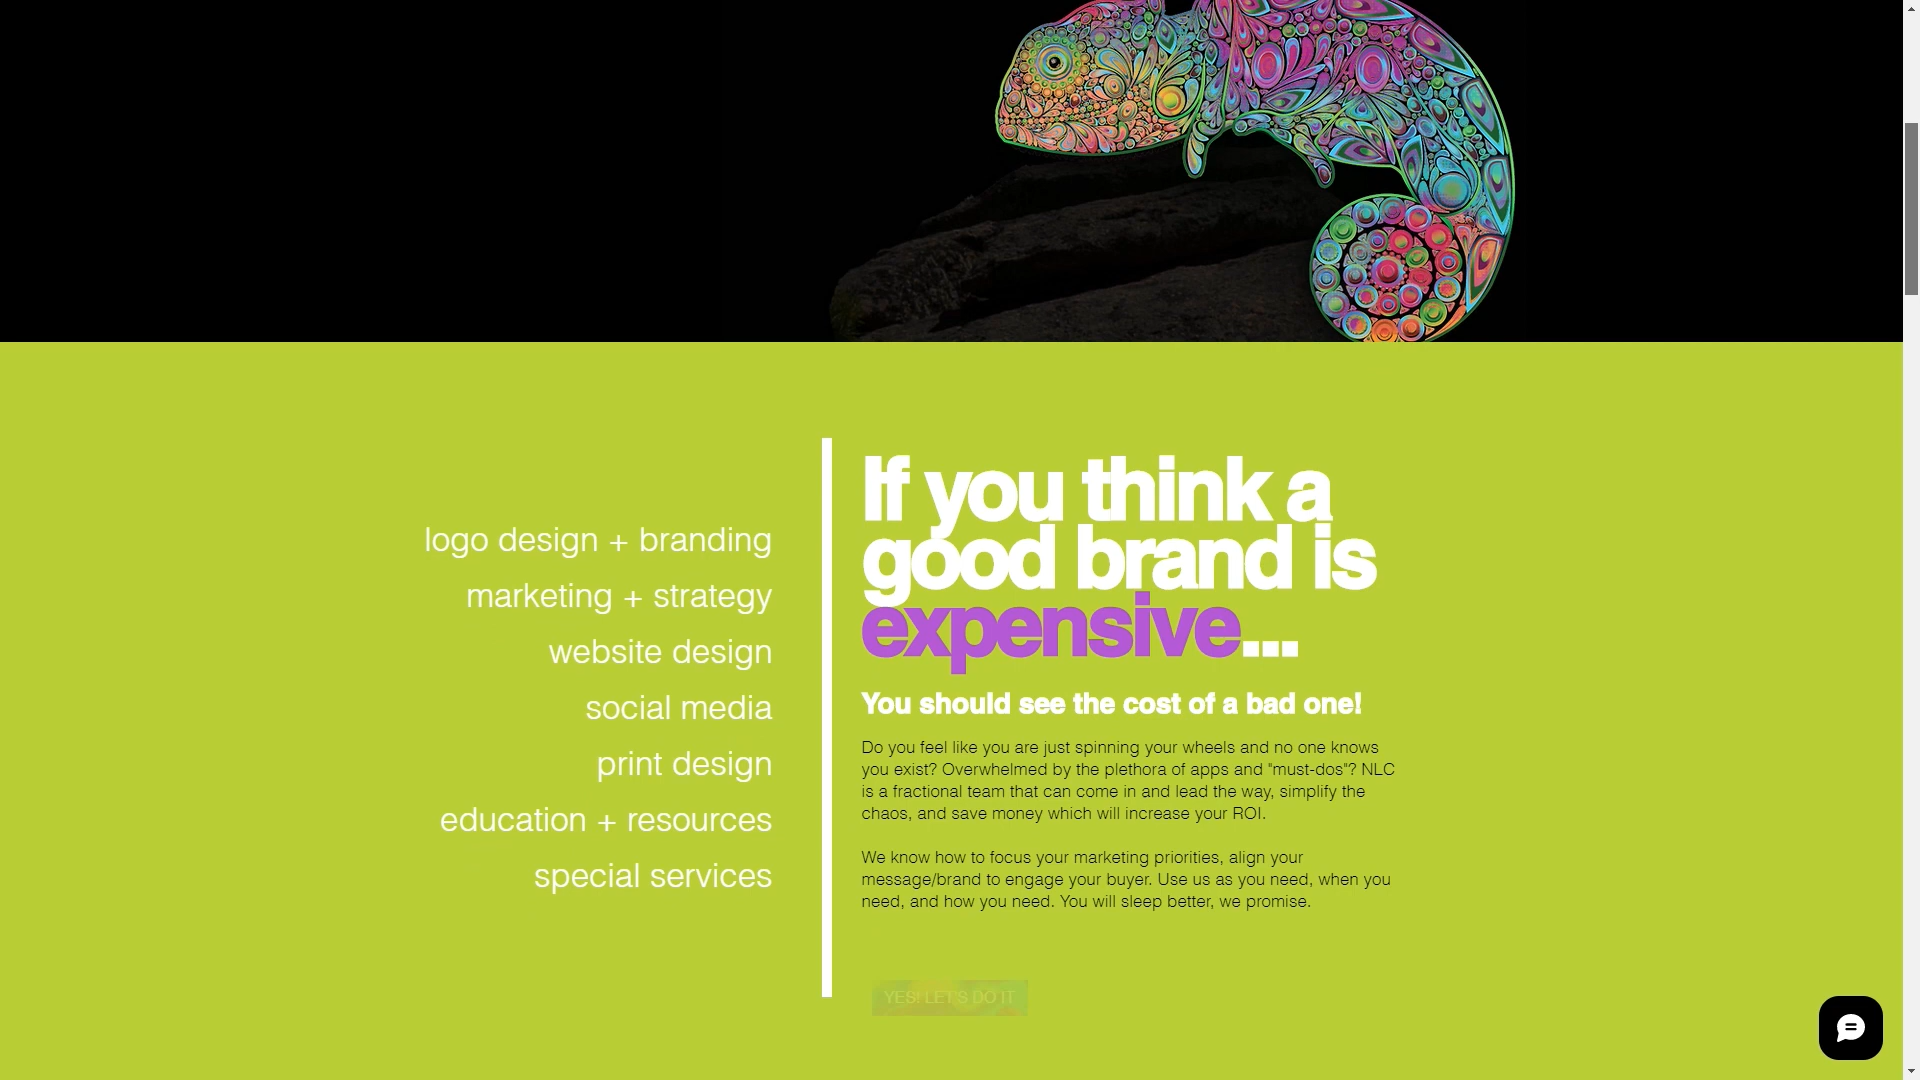 logo design + branding
marketing + strategy
website design
social media
print design
education + resources
special services
If you think a
good brand is
expensive...
You should see the cost of a bad one!
Do you feel like you are just spinning your wheels and no one knows
you exist? Overwhelmed by the plethora of apps and "must-dos"? NLC
is a fractional team that can come in and lead the way, simplify the
chaos, and save money which will increase your ROI.
We know how to focus your marketing priorities, align your
message/brand to engage your buyer. Use us as you need, when you
need, and how you need. You will sleep better, we promise.
YES! LET'S DO IT